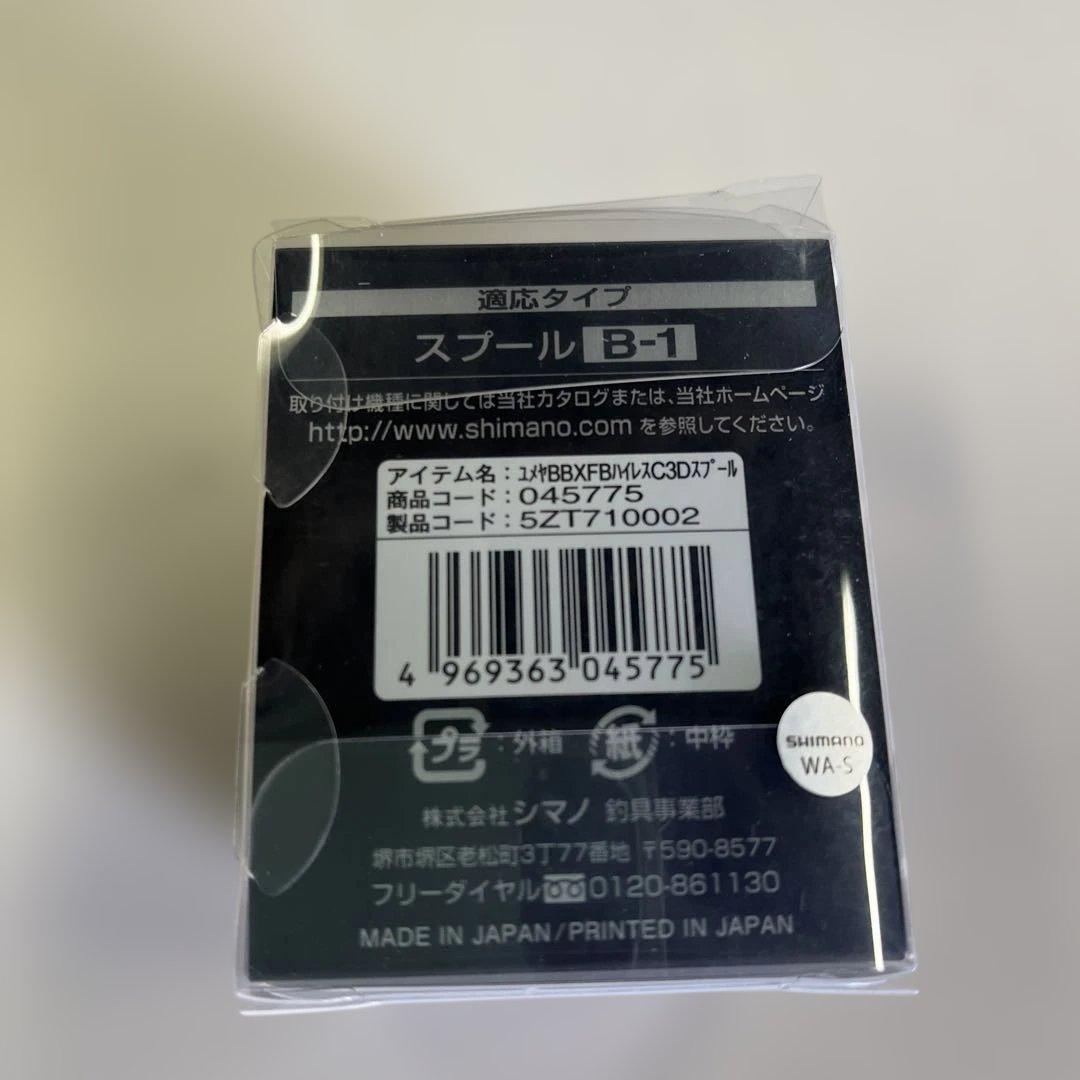 適応タイプ
スプール B-1
取り付け機種に関しては当社カタログまたは、当社ホームページ
http://www.shimano.com を参照してください。
アイテム名：ﾕﾒﾔBBXFBﾊｲﾚｽC3Dｽﾌﾟｰﾙ
商品コード：045775
製品コード：5ZT710002
4 969363 045775
プラ：外箱 紙：中枠
SHIMANO
WA-S
株式会社シマノ 釣具事業部
堺市堺区老松町3丁77番地 〒590-8577
フリーダイヤル 0120-861130
MADE IN JAPAN/PRINTED IN JAPAN